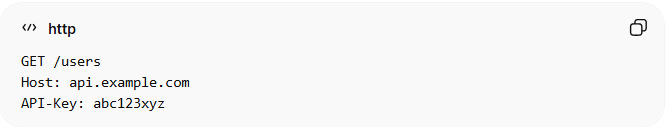 http
GET /users
Host: api.example.com
API-Key: abc123xyz